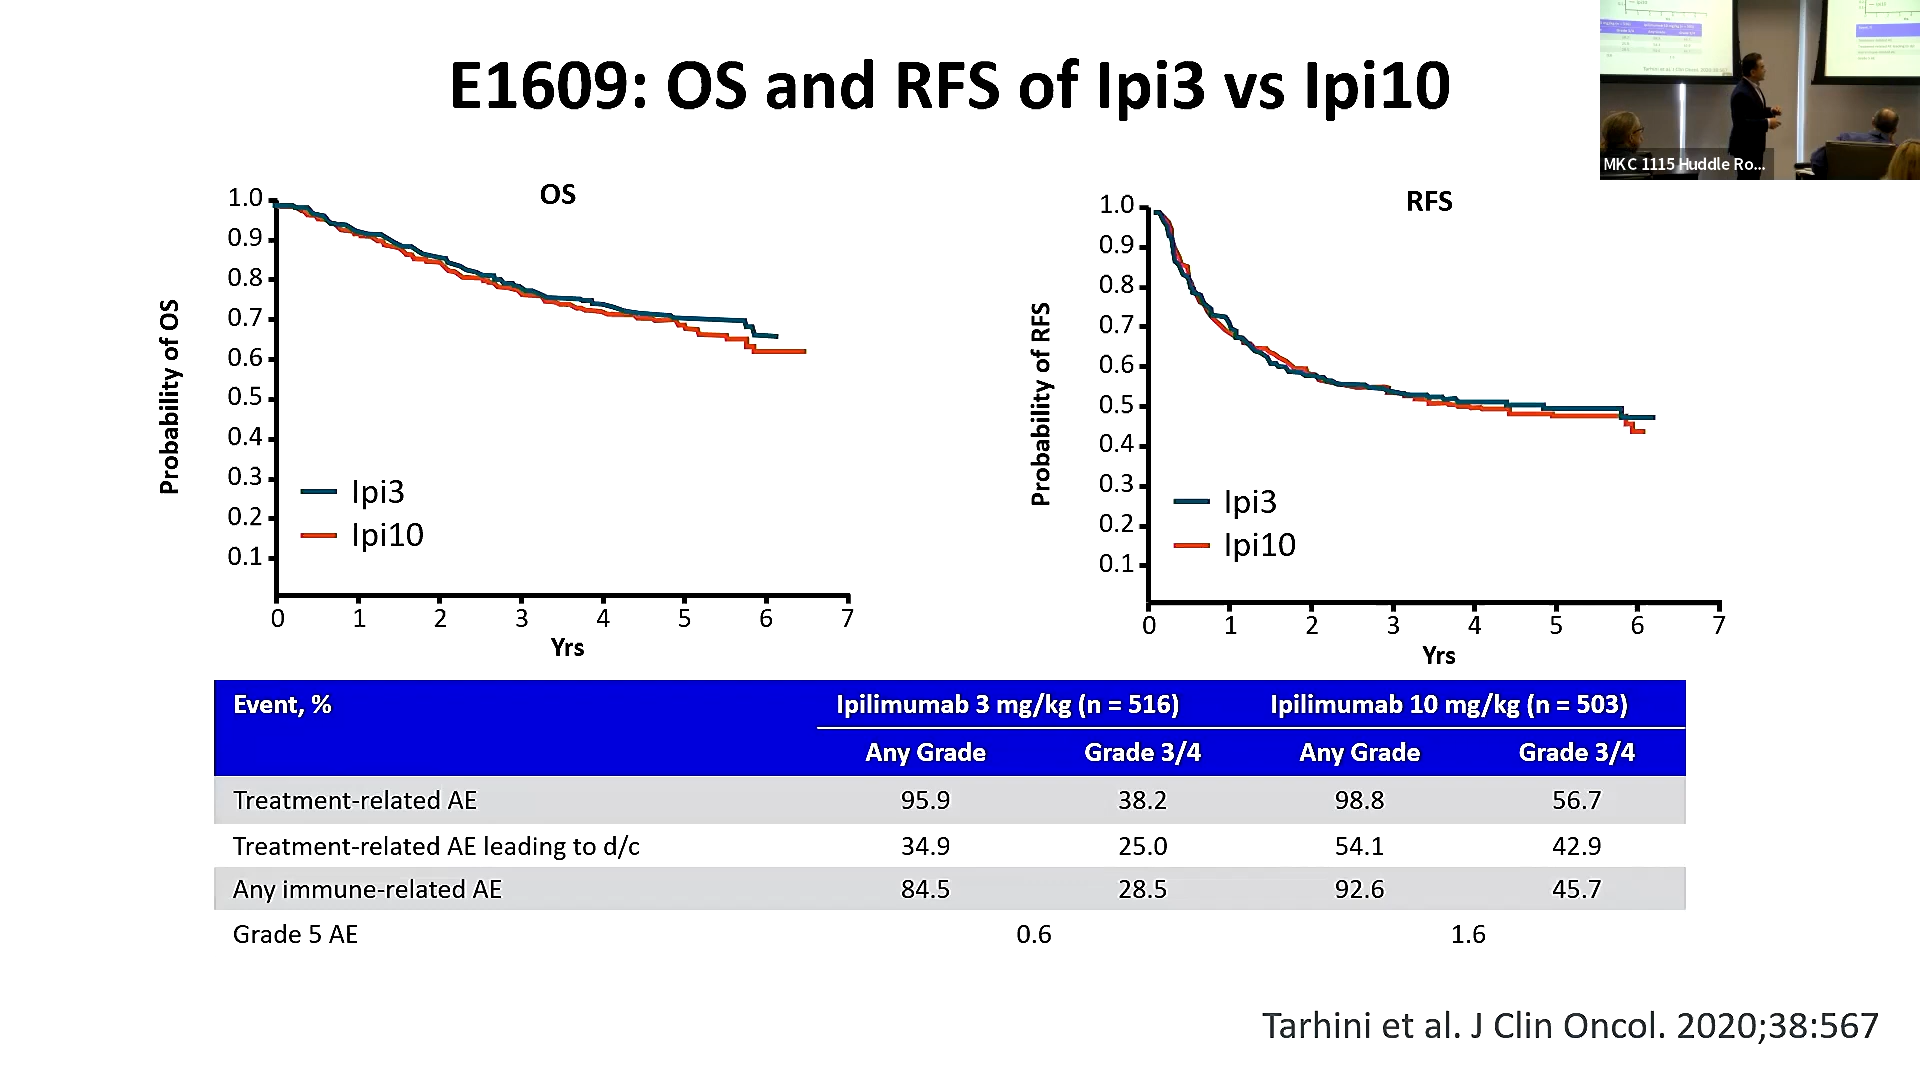 E1609: OS and RFS of Ipi3 vs Ipi10
MKC 1115 Huddle Ro...
OS
Probability of OS
1.0
0.9
0.8
0.7
0.6
0.5
0.4
0.3
0.2
0.1
Ipi3
Ipi10
0 1 2 3 4 5 6 7
Yrs
RFS
Probability of RFS
1.0
0.9
0.8
0.7
0.6
0.5
0.4
0.3
0.2
0.1
Ipi3
Ipi10
0 1 2 3 4 5 6 7
Yrs
Event, % Ipilimumab 3 mg/kg (n = 516) Ipilimumab 10 mg/kg (n = 503)
Any Grade Grade 3/4 Any Grade Grade 3/4
Treatment-related AE 95.9 38.2 98.8 56.7
Treatment-related AE leading to d/c 34.9 25.0 54.1 42.9
Any immune-related AE 84.5 28.5 92.6 45.7
Grade 5 AE 0.6 1.6
Tarhini et al. J Clin Oncol. 2020;38:567